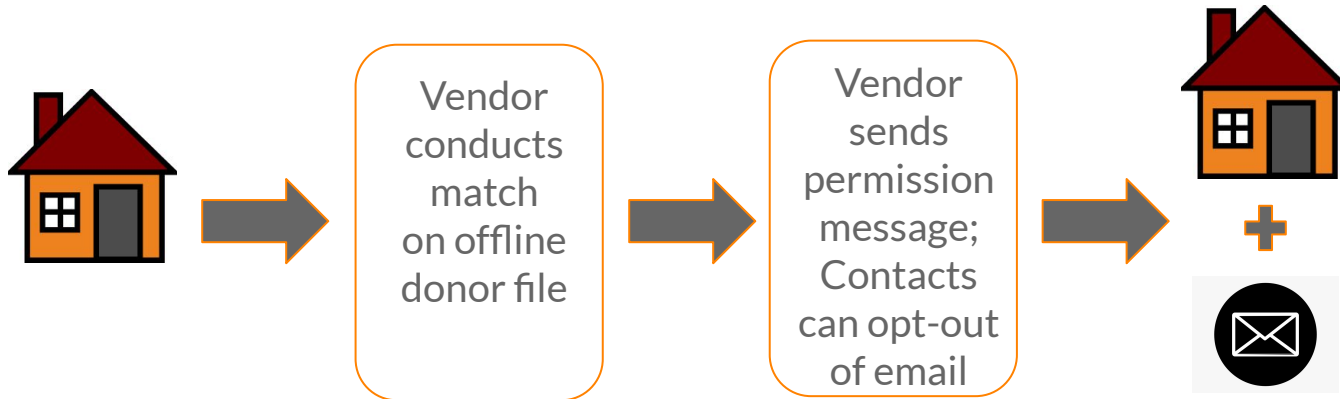 Vendor
conducts
match
on offline
donor file
Vendor
sends
permission
message;
Contacts
can opt-out
of email